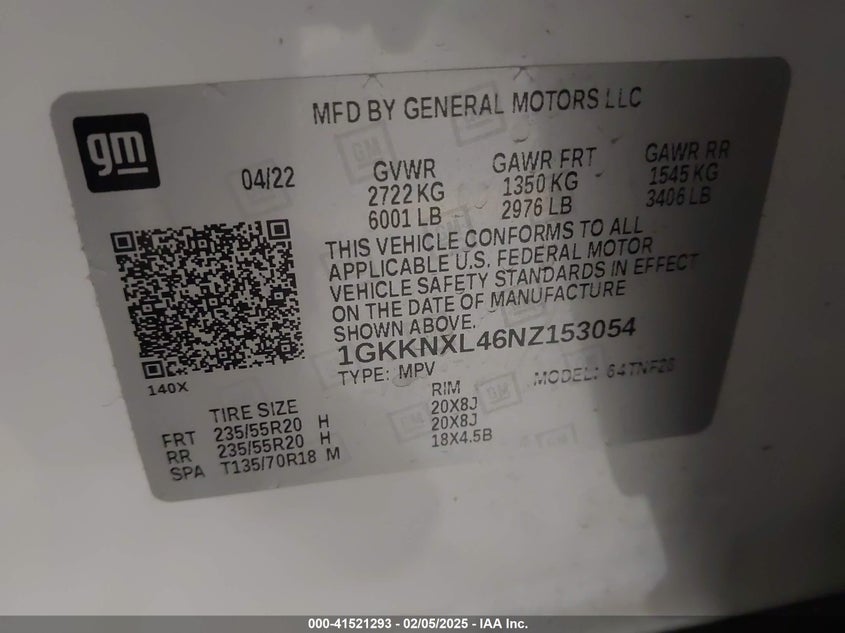 gm
MFD BY GENERAL MOTORS LLC
04/22
GVWR
2722 KG
6001 LB
GAWR FRT
1350 KG
2976 LB
GAWR RR
1545 KG
3406 LB
THIS VEHICLE CONFORMS TO ALL
APPLICABLE U.S. FEDERAL MOTOR
VEHICLE SAFETY STANDARDS IN EFFECT
ON THE DATE OF MANUFACTURE
SHOWN ABOVE.
1GKKNXL46NZ153054
TYPE: MPV
MODEL: 64TNF26
140X
TIRE SIZE
RIM
FRT 235/55R20 H 20X8J
RR 235/55R20 H 20X8J
SPA T135/70R18 M 18X4.5B
000-41521293 - 02/05/2025 - IAA Inc.